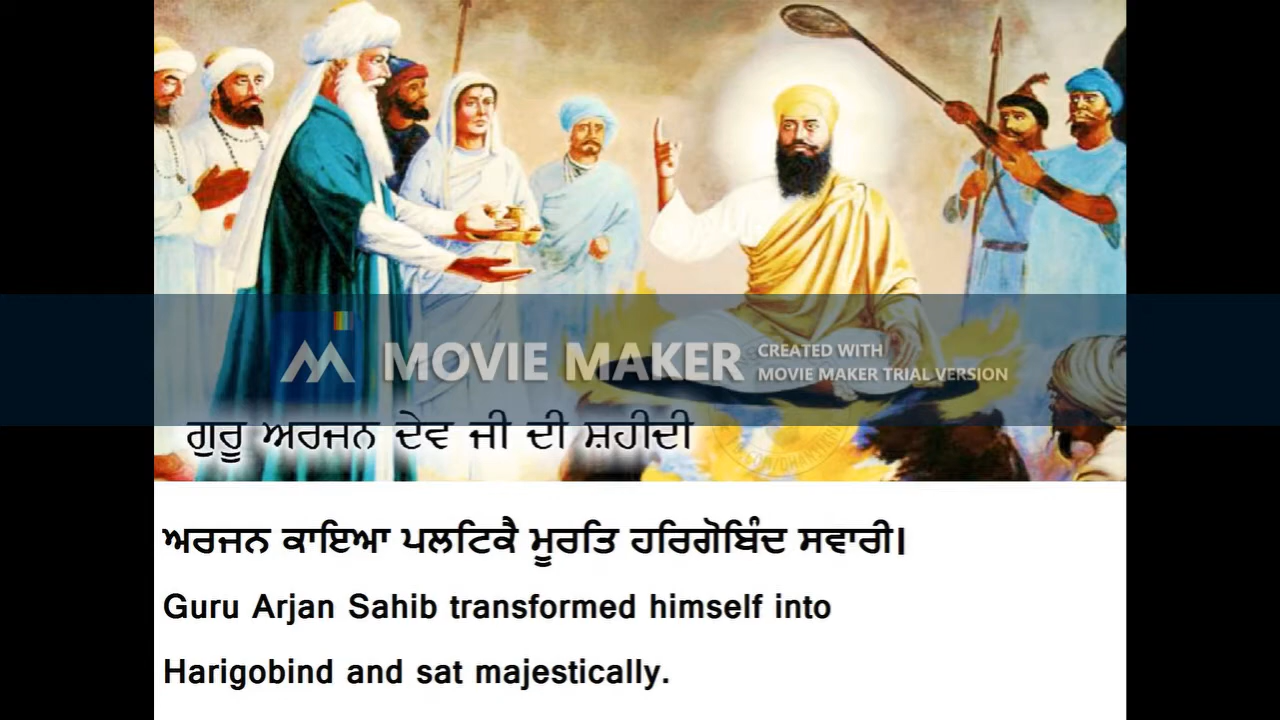 MOVIE MAKER
CREATED WITH
MOVIE MAKER TRIAL VERSION
ਗੁਰੂ ਅਰਜਨ ਦੇਵ ਜੀ ਦੀ ਸ਼ਹੀਦੀ
ਅਰਜਨ ਕਾਇਆ ਪਲਟਿਕੈ ਮੂਰਤਿ ਹਰਿਗੋਬਿੰਦ ਸਵਾਰੀ।
Guru Arjan Sahib transformed himself into
Harigobind and sat majestically.